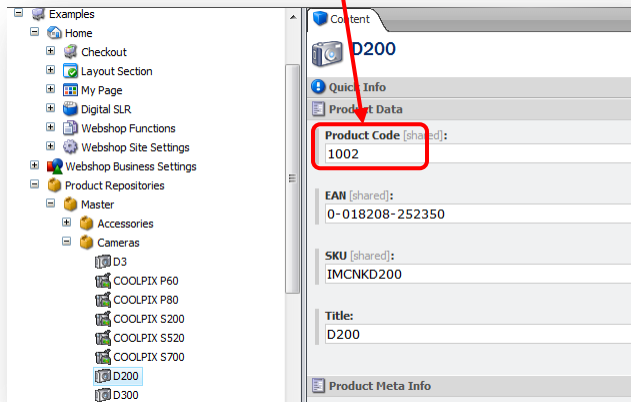 Examples
Home
Checkout
Layout Section
My Page
Digital SLR
Webshop Functions
Webshop Site Settings
Webshop Business Settings
Product Repositories
Master
Accessories
Cameras
D3
COOLPIX P60
COOLPIX P80
COOLPIX S200
COOLPIX S520
COOLPIX S700
D200
D300
Content
D200
Quick Info
Product Data
Product Code [shared]:
1002
EAN [shared]:
0-018208-252350
SKU [shared]:
IMCNKD200
Title:
D200
Product Meta Info